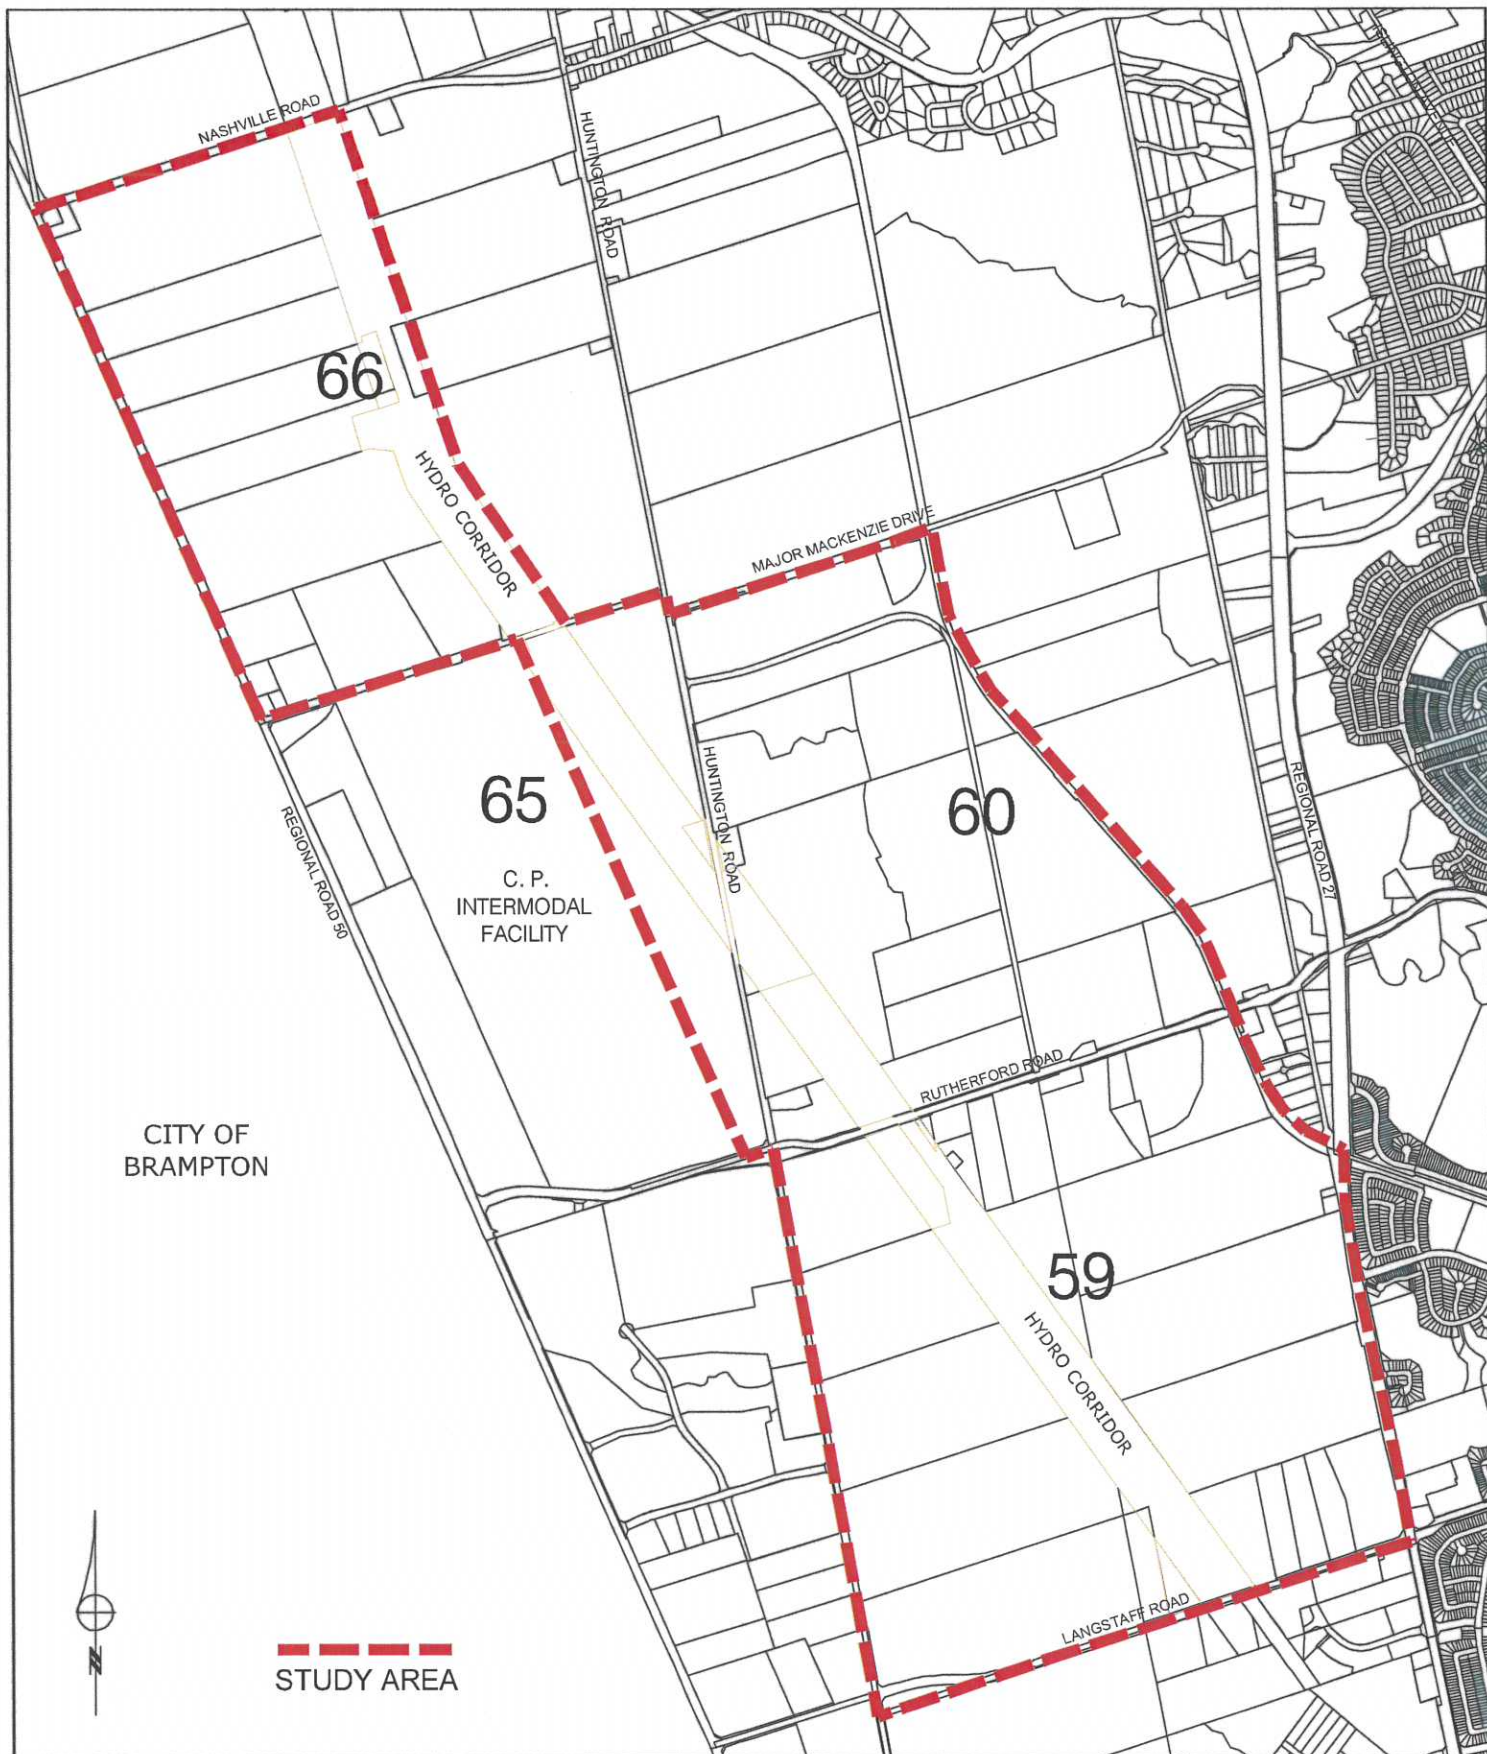 NASHVILLE ROAD
HUNTINGTON ROAD
66
HYDRO CORRIDOR
MAJOR MACKENZIE DRIVE
65
C. P.
INTERMODAL
FACILITY
REGIONAL ROAD 50
HUNTINGTON ROAD
60
REGIONAL ROAD 27
RUTHERFORD ROAD
CITY OF
BRAMPTON
59
HYDRO CORRIDOR
LANGSTAFF ROAD
N
STUDY AREA